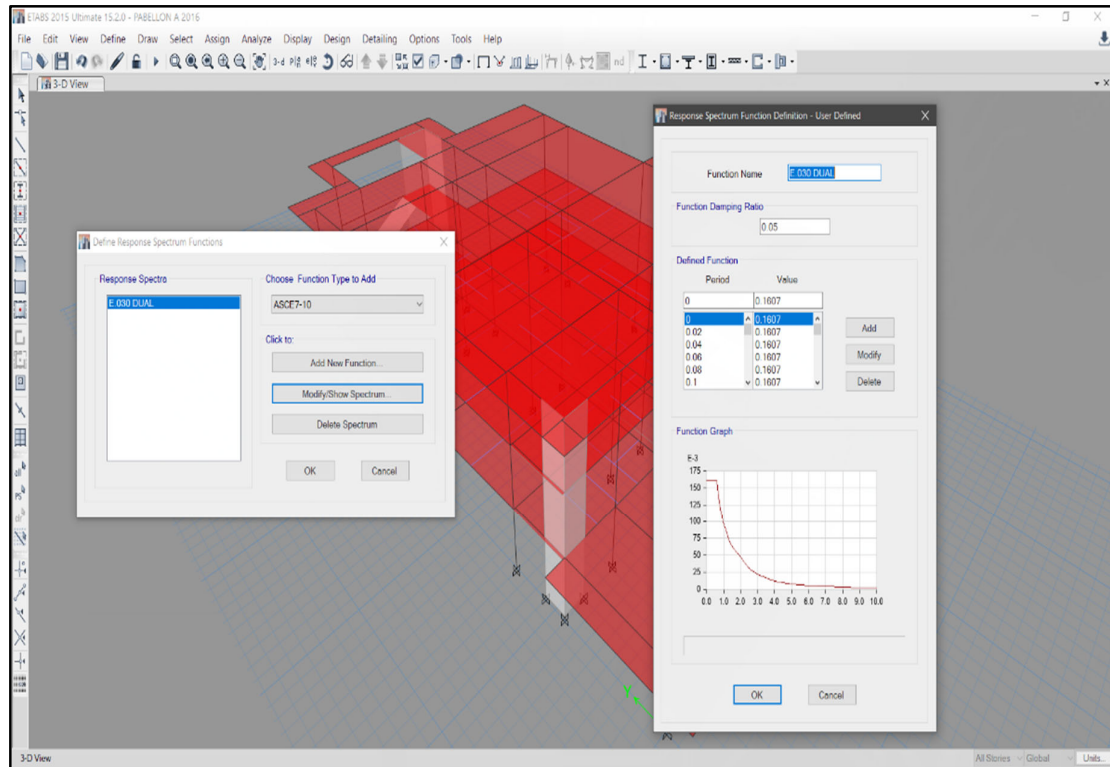 ETABS 2015 Ultimate 15.2.0 - PABELLON A 2016
File Edit View Define Draw Select Assign Analyze Display Design Detailing Options Tools Help
3-d
nd
3-D View
Define Response Spectrum Functions
Response Spectra
E.030 DUAL
Choose Function Type to Add
ASCE7-10
Click to:
Add New Function...
Modify/Show Spectrum...
Delete Spectrum
OK Cancel
Response Spectrum Function Definition - User Defined
Function Name E.030 DUAL
Function Damping Ratio
0.05
Defined Function
Period Value
0 0.1607
0 0.1607
0.02 0.1607
0.04 0.1607
0.06 0.1607
0.08 0.1607
0.1 0.1607
Add
Modify
Delete
Function Graph
E-3
175
150
125
100
75
50
25
0
0.0 1.0 2.0 3.0 4.0 5.0 6.0 7.0 8.0 9.0 10.0
OK Cancel
all
PS
clr
Y
3-D View
All Stories Global Units...